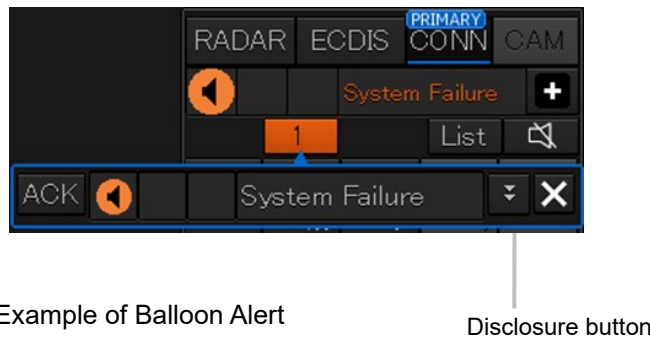 PRIMARY
RADAR ECDIS CONN CAM
System Failure +
1 List
ACK System Failure
Example of Balloon Alert
Disclosure button